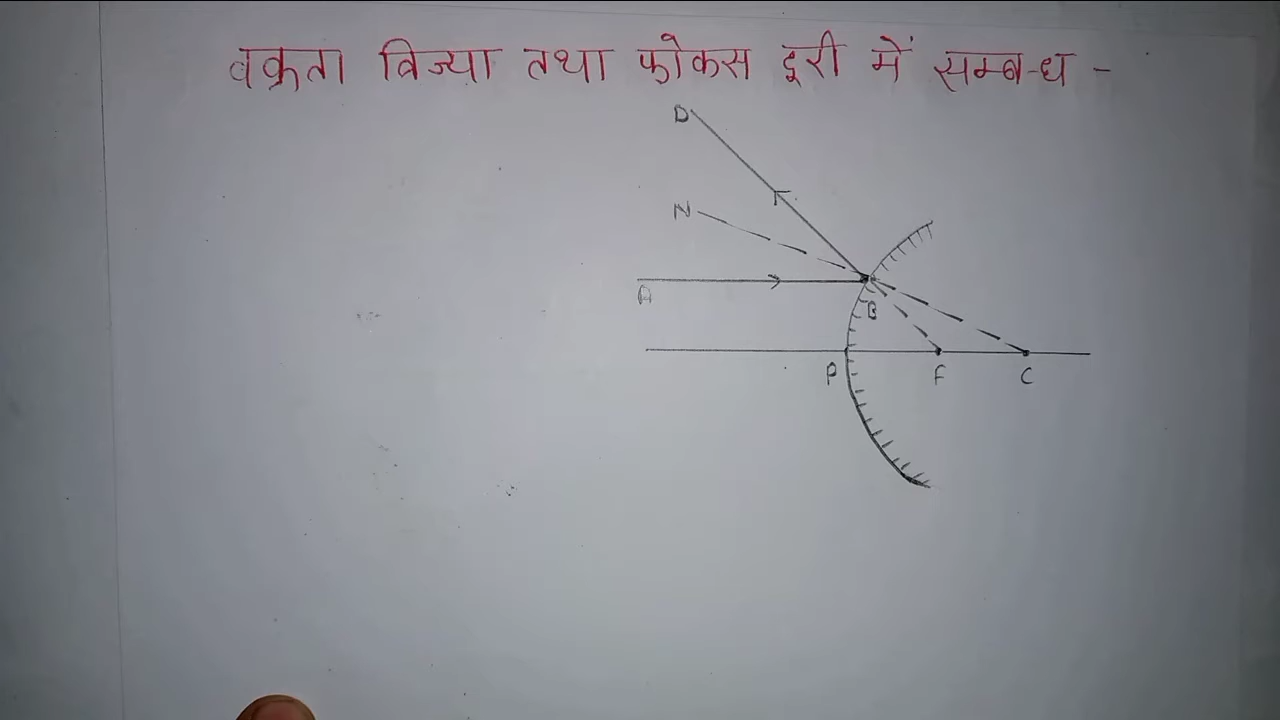 वक्रता त्रिज्या तथा फोकस दूरी में सम्बन्ध -
D
N
A
B
P F C